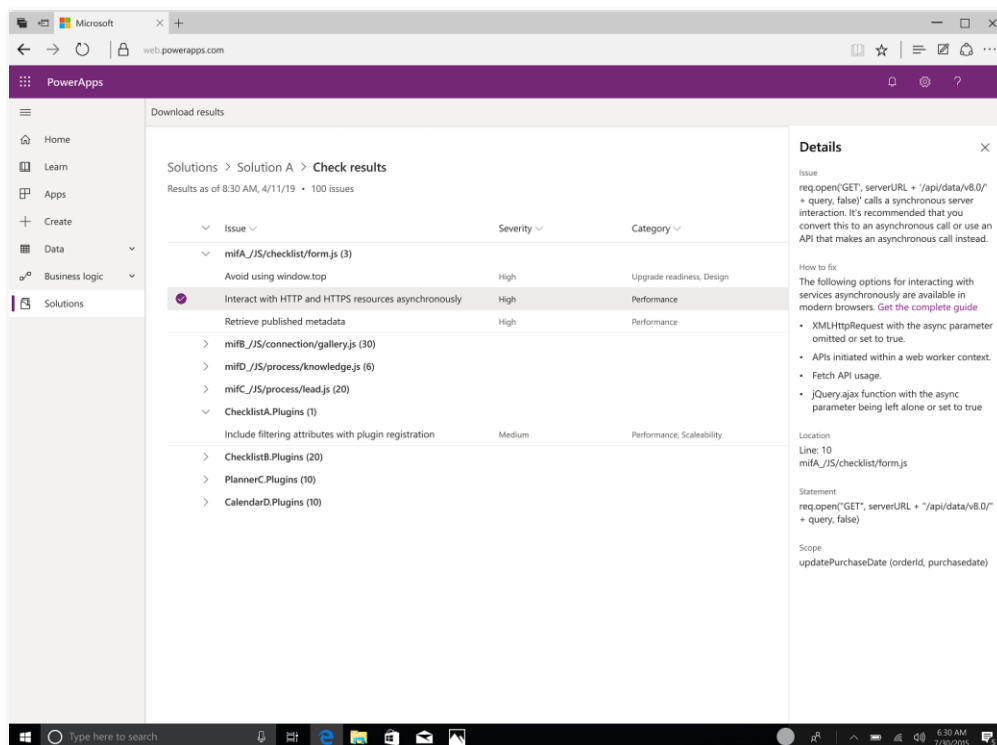 Microsoft
web.powerapps.com
PowerApps
Download results
Home
Learn
Apps
Create
Data
Business logic
Solutions
Solutions > Solution A > Check results
Results as of 8:30 AM, 4/11/19 • 100 issues
Issue Severity Category
mifA_/JS/checklist/form.js (3)
Avoid using window.top High Upgrade readiness, Design
Interact with HTTP and HTTPS resources asynchronously High Performance
Retrieve published metadata High Performance
mifB_/JS/connection/gallery.js (30)
mifD_/JS/process/knowledge.js (6)
mifC_/JS/process/lead.js (20)
ChecklistA.Plugins (1)
Include filtering attributes with plugin registration Medium Performance, Scaleability
ChecklistB.Plugins (20)
PlannerC.Plugins (10)
CalendarD.Plugins (10)
Details
Issue
req.open('GET', serverURL + '/api/data/v8.0/'
+ query, false)' calls a synchronous server
interaction. It's recommended that you
convert this to an asynchronous call or use an
API that makes an asynchronous call instead.
How to fix
The following options for interacting with
services asynchronously are available in
modern browsers. Get the complete guide
• XMLHttpRequest with the async parameter
omitted or set to true.
• APIs initiated within a web worker context.
• Fetch API usage.
• jQuery.ajax function with the async
parameter being left alone or set to true
Location
Line: 10
mifA_/JS/checklist/form.js
Statement
req.open("GET", serverURL + "/api/data/v8.0/"
+ query, false)
Scope
updatePurchaseDate (orderId, purchasedate)
Type here to search
6:30 AM
7/30/2015